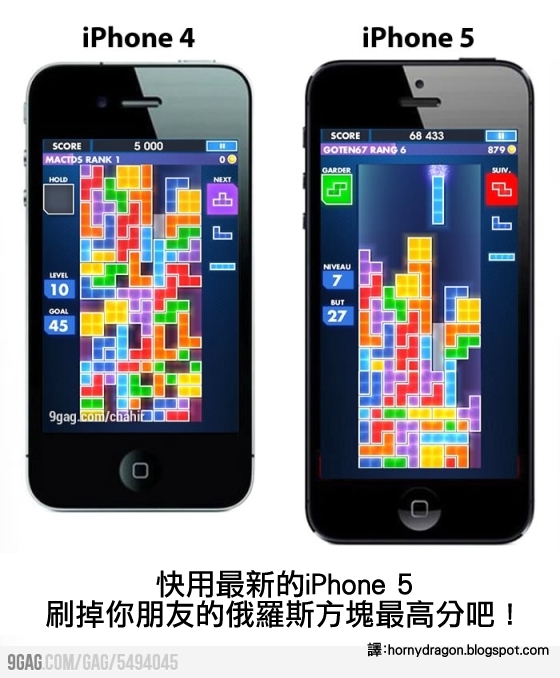 iPhone 4
iPhone 5
SCORE 5 000
MACTDS RANK 1 0
HOLD
NEXT
LEVEL
10
GOAL
45
9gag.com/chahir
SCORE 68 433
GOTEN67 RANG 6 879
GARDER
SUIV.
NIVEAU
7
BUT
27
快用最新的iPhone 5
刷掉你朋友的俄羅斯方塊最高分吧！
譯:hornydragon.blogspot.com
9GAG.COM/GAG/5494045